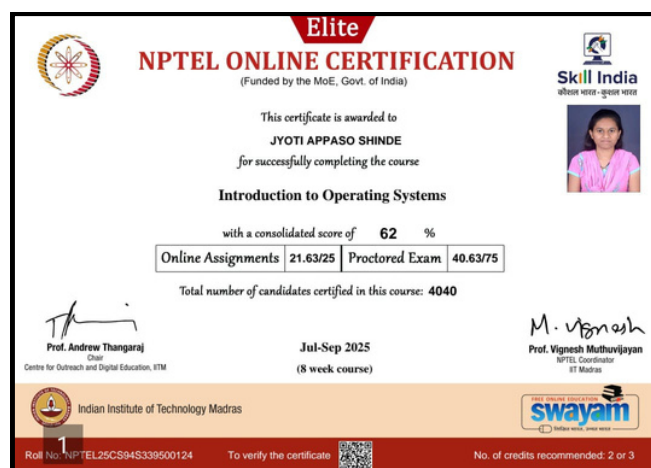 Elite
NPTEL ONLINE CERTIFICATION
(Funded by the MoE, Govt. of India)
Skill India
कौशल भारत - कुशल भारत
This certificate is awarded to
JYOTI APPASO SHINDE
for successfully completing the course
Introduction to Operating Systems
with a consolidated score of 62 %
Online Assignments 21.63/25 Proctored Exam 40.63/75
Total number of candidates certified in this course: 4040
M. Vignesh
Prof. Andrew Thangaraj
Chair
Centre for Outreach and Digital Education, IITM
Jul-Sep 2025
(8 week course)
Prof. Vignesh Muthuvijayan
NPTEL Coordinator
IIT Madras
Indian Institute of Technology Madras
FREE ONLINE EDUCATION
swayam
शिक्षित भारत, उन्नत भारत
1
Roll No: NPTEL25CS94S339500124 To verify the certificate No. of credits recommended: 2 or 3